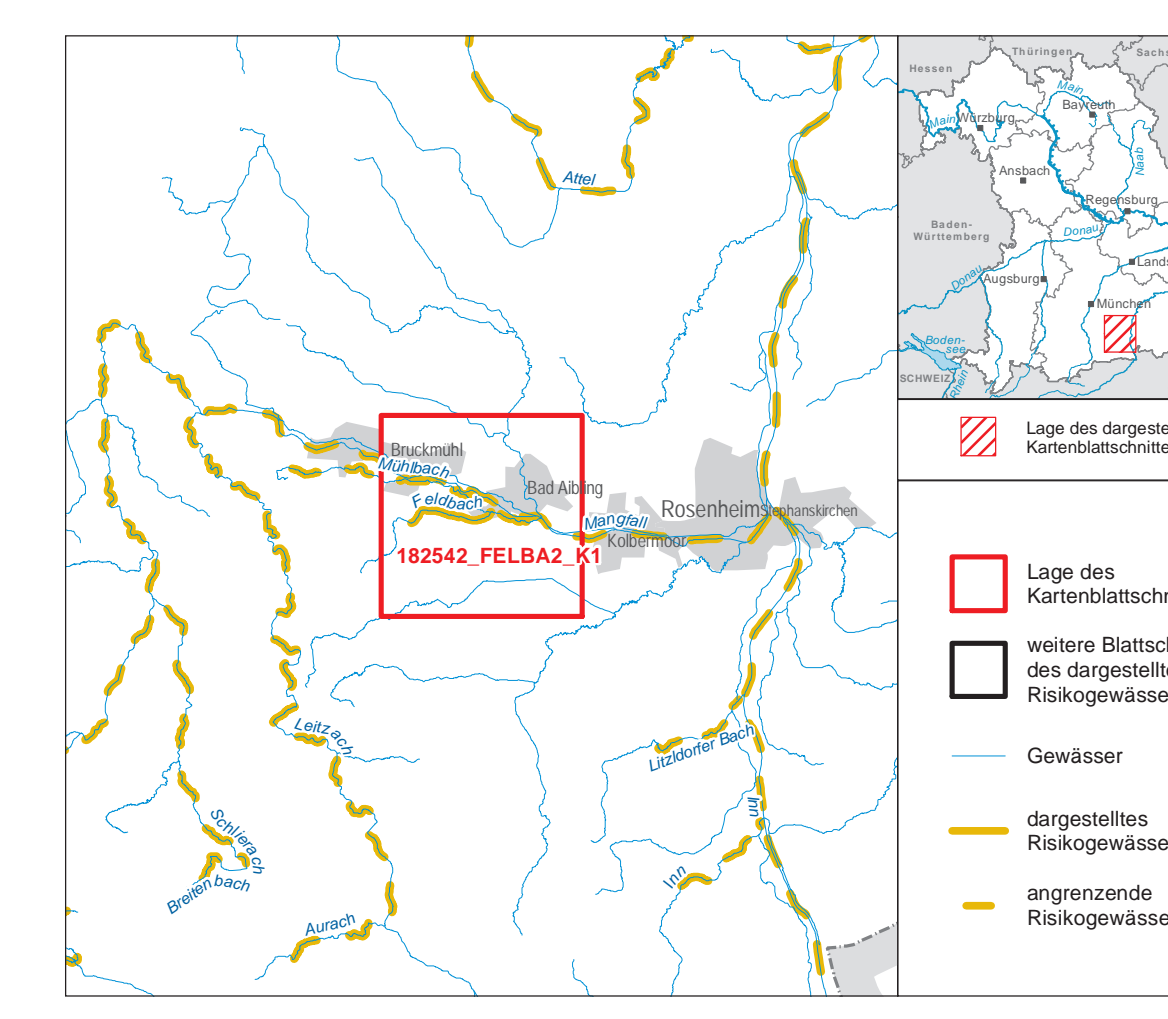 Attel
Bruckmühl
Mühlbach
Bad Aibling
Feldbach
Mangfall
Rosenheim
tephanskirchen
Kolbermoor
182542_FELBA2_K1
Leitzach
Litzldorfer Bach
Inn
Schlierach
Breitenbach
Inn
Aurach
Thüringen
Sachs
Hessen
Main
Bayreuth
Main
Würzburg
Naab
Ansbach
Regensburg
Baden-
Württemberg
Donau
Lands
Donau
Augsburg
München
Boden-
see
SCHWEIZ
Rhein
Lage des dargeste
Kartenblattschnitte
Lage des
Kartenblattschn
weitere Blattsch
des dargestellte
Risikogewässe
Gewässer
dargestelltes
Risikogewässe
angrenzende
Risikogewässe